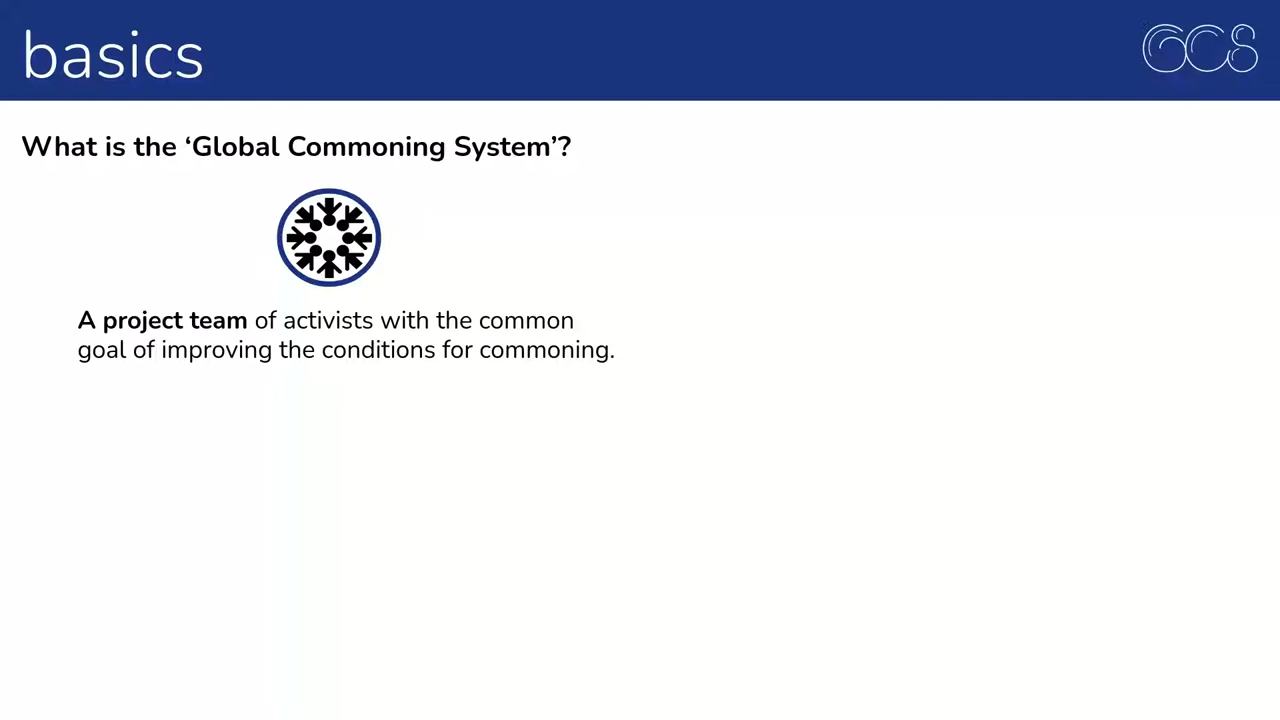 basics
GCS
What is the ‘Global Commoning System’?
A project team of activists with the common
goal of improving the conditions for commoning.